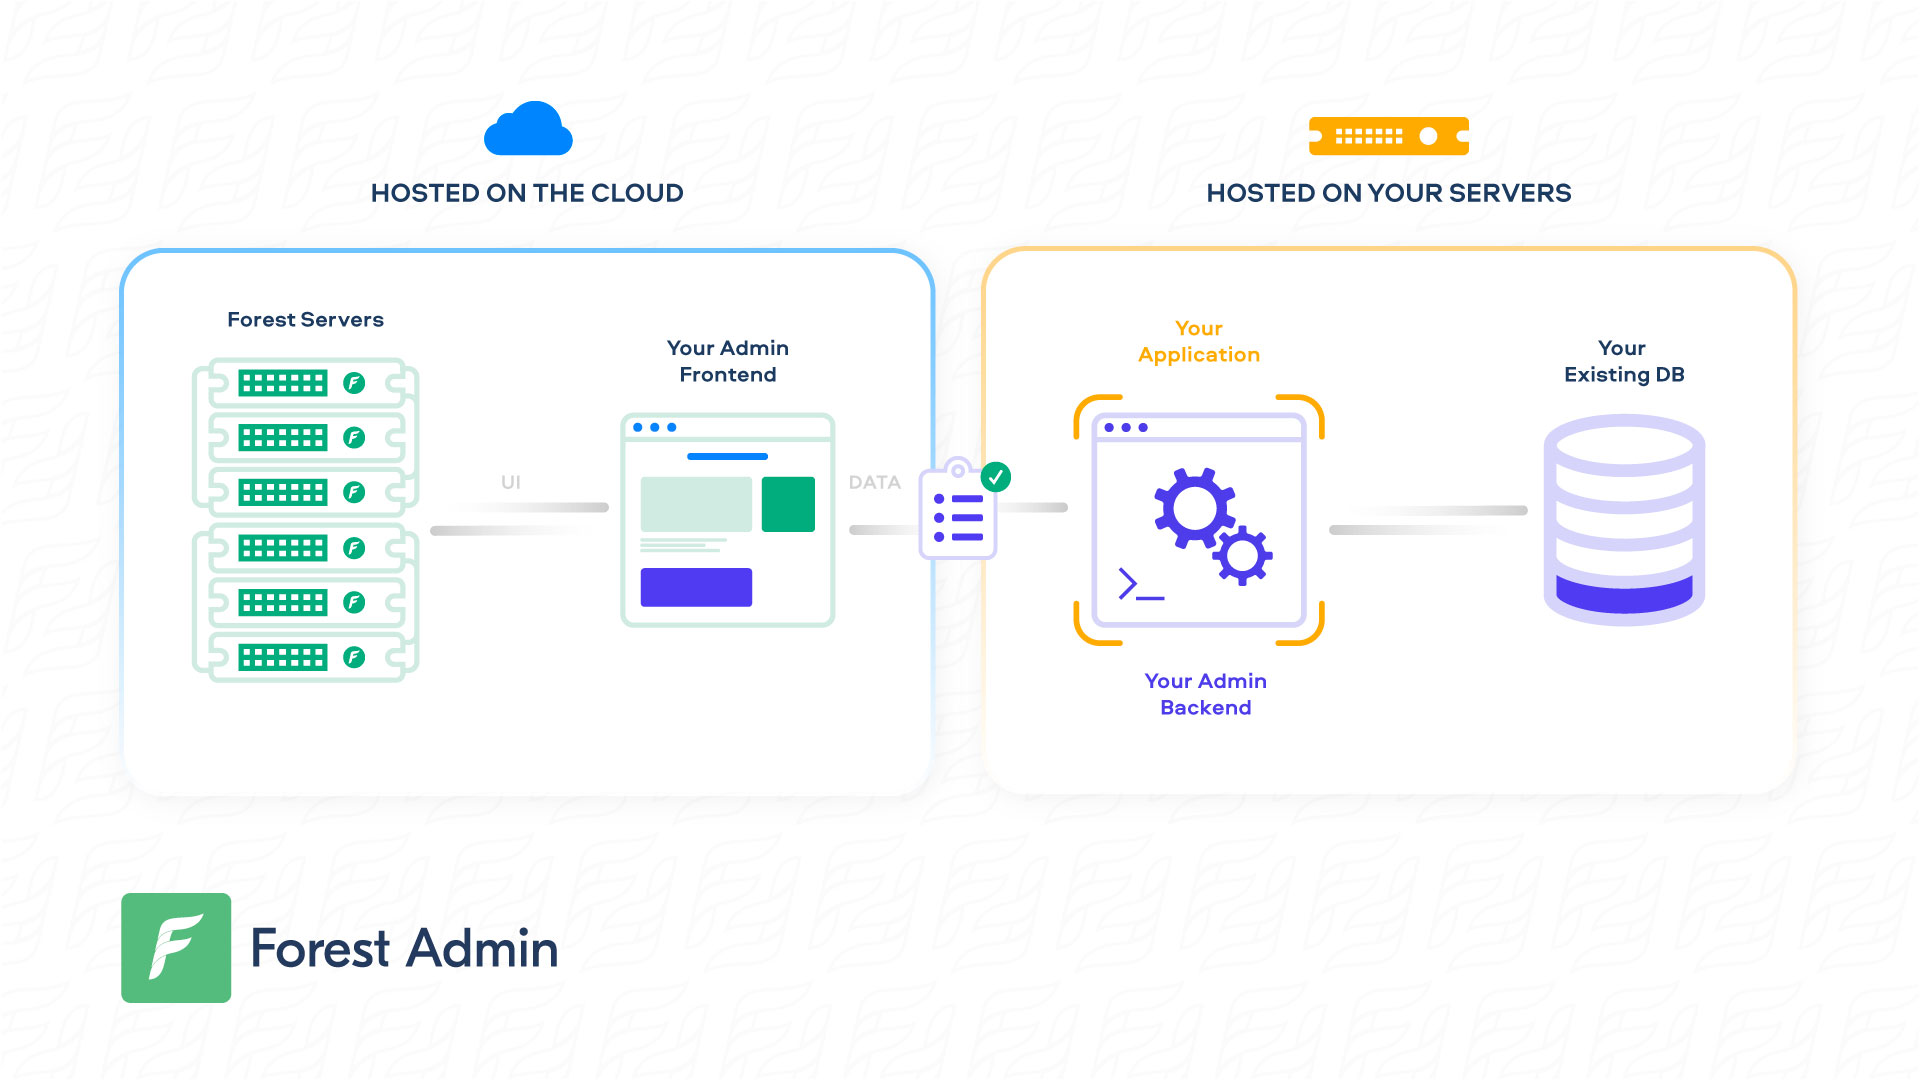 HOSTED ON THE CLOUD
HOSTED ON YOUR SERVERS
Forest Servers
Your Admin
Frontend
UI
DATA
Your
Application
Your Admin
Backend
Your
Existing DB
Forest Admin